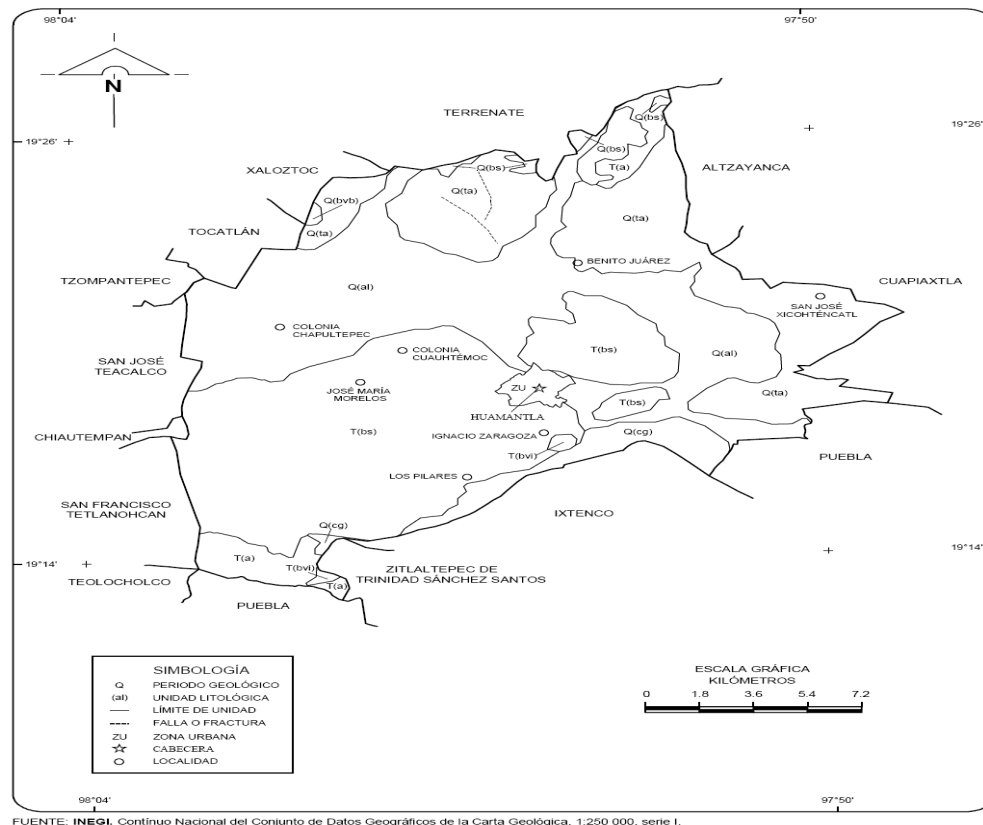 98°04'
97°50'
N
TERRENATE
Q(bs)
19°26'
19°26'
Q(bs)
XALOZTOC
Q(bs)
T(a)
ALTZAYANCA
Q(ta)
Q(bvb)
Q(ta)
TOCATLÁN
Q(ta)
BENITO JUÁREZ
TZOMPANTEPEC
CUAPIAXTLA
Q(al)
SAN JOSÉ
XICOHTÉNCATL
COLONIA
CHAPULTEPEC
COLONIA
CUAUHTÉMOC
T(bs)
Q(al)
SAN JOSÉ
TEACALCO
ZU
JOSÉ MARÍA
MORELOS
Q(ta)
T(bs)
HUAMANTLA
T(bs)
IGNACIO ZARAGOZA
Q(cg)
CHIAUTEMPAN
T(bvi)
PUEBLA
LOS PILARES
SAN FRANCISCO
TETLANOHCAN
IXTENCO
Q(cg)
19°14'
19°14'
T(a)
T(bvi)
ZITLALTEPEC DE
TRINIDAD SÁNCHEZ SANTOS
TEOLOCHOLCO
T(a)
PUEBLA
SIMBOLOGÍA
Q PERIODO GEOLÓGICO
(al) UNIDAD LITOLÓGICA
LÍMITE DE UNIDAD
FALLA O FRACTURA
ZU ZONA URBANA
CABECERA
LOCALIDAD
ESCALA GRÁFICA
KILÓMETROS
0 1.8 3.6 5.4 7.2
98°04'
97°50'
FUENTE: INEGI. Contínuo Nacional del Conjunto de Datos Geográficos de la Carta Geológica, 1:250 000, serie I.